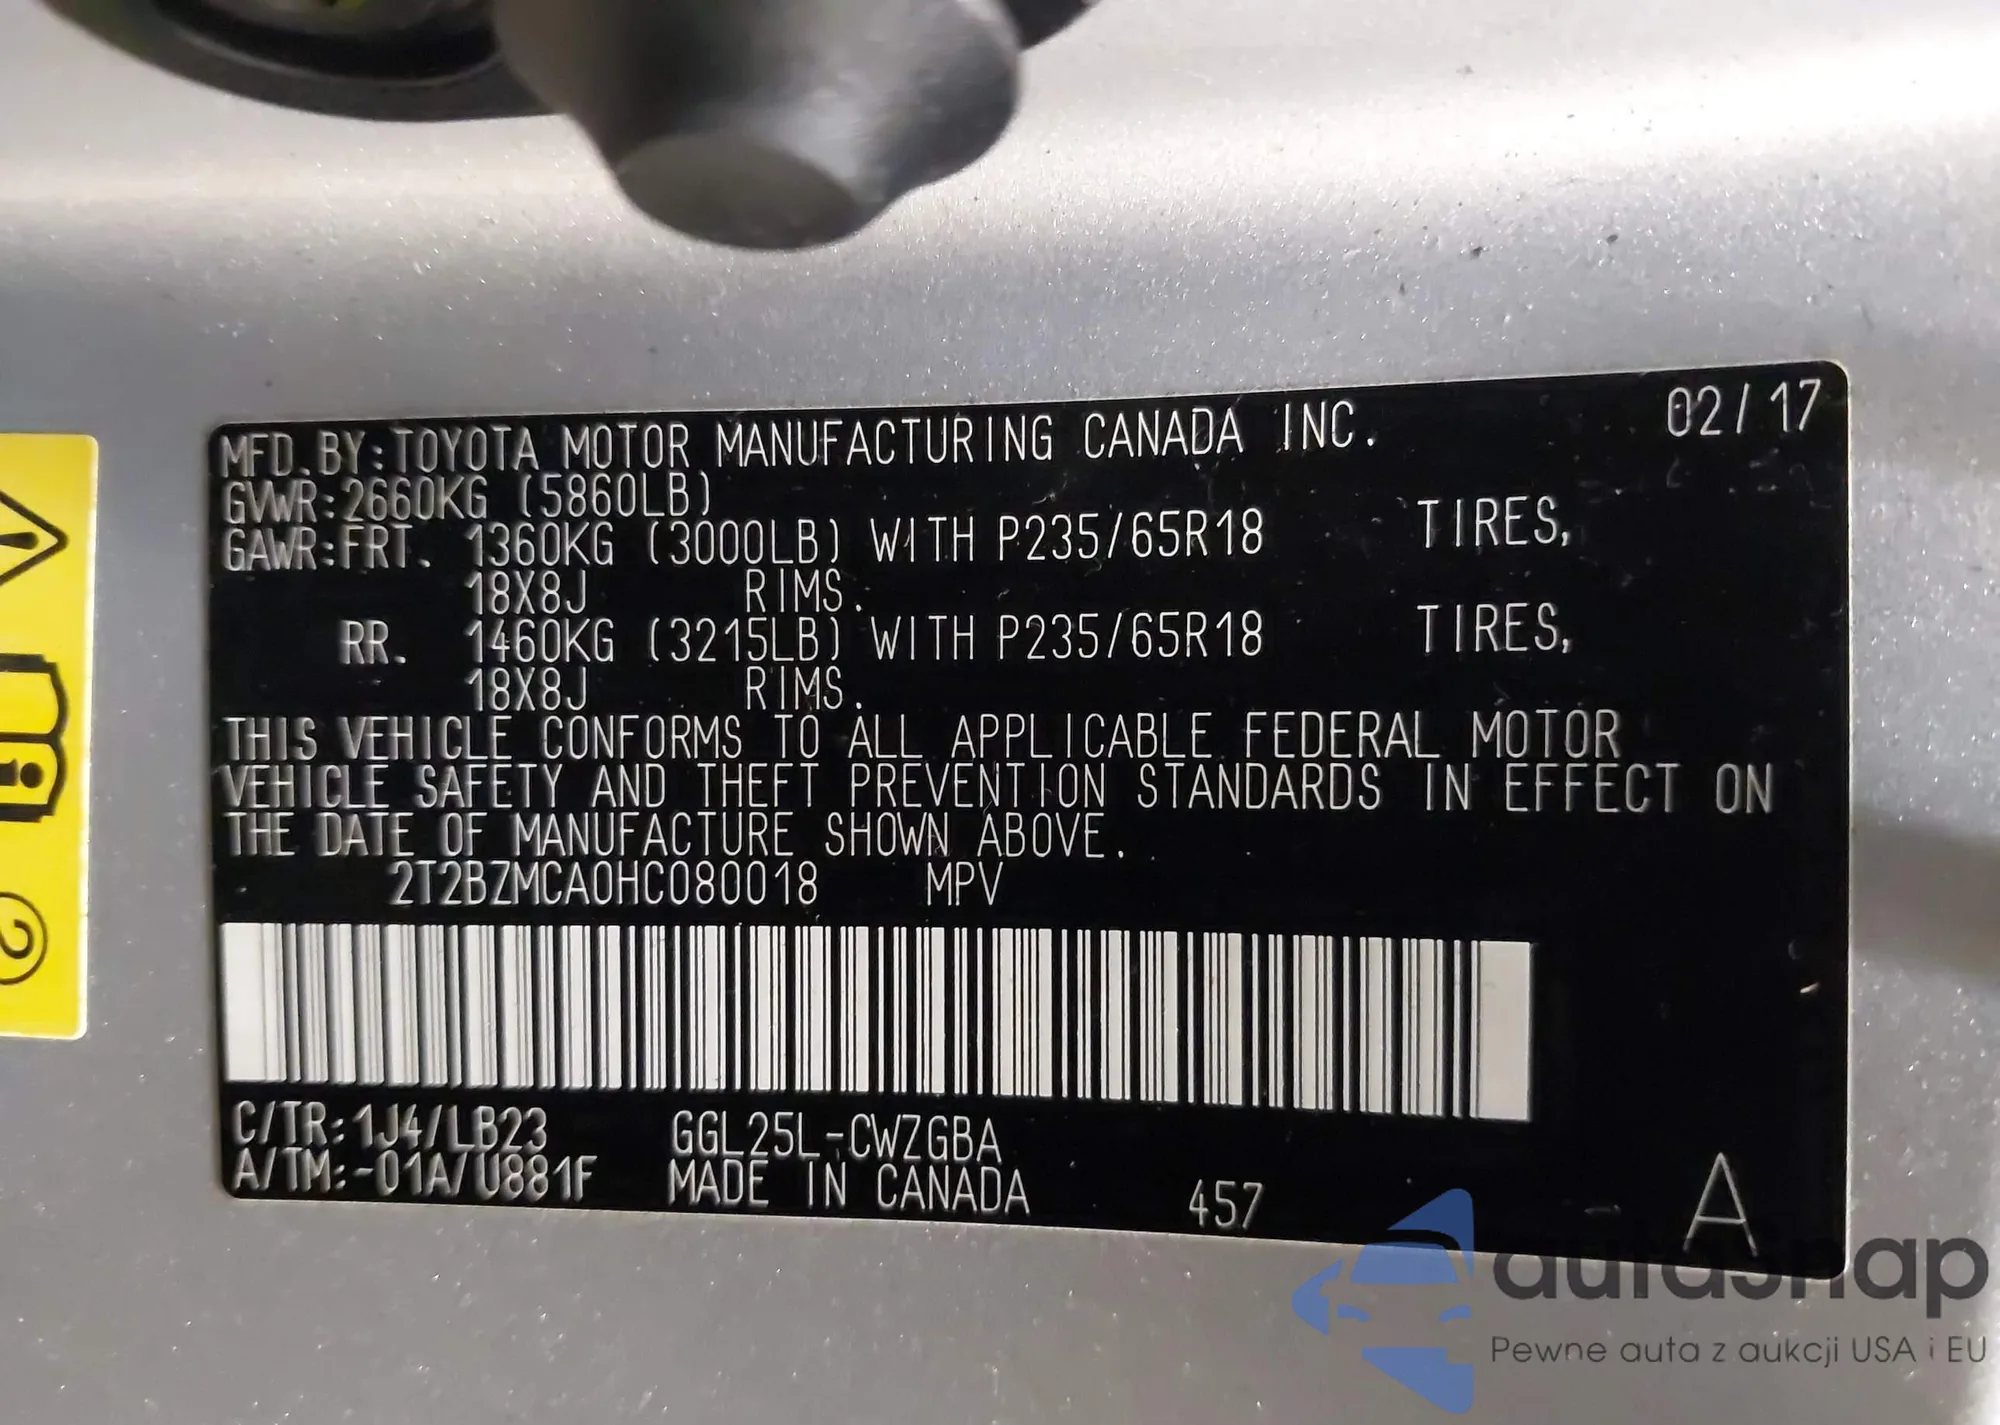 MFD. BY:TOYOTA MOTOR MANUFACTURING CANADA INC. 02/17
GVWR:2660KG (5860LB)
GAWR:FRT. 1360KG (3000LB) WITH P235/65R18 TIRES,
18X8J RIMS.
RR. 1460KG (3215LB) WITH P235/65R18 TIRES,
18X8J RIMS.
THIS VEHICLE CONFORMS TO ALL APPLICABLE FEDERAL MOTOR
VEHICLE SAFETY AND THEFT PREVENTION STANDARDS IN EFFECT ON
THE DATE OF MANUFACTURE SHOWN ABOVE.
2T2BZMCA0HC080018 MPV
C/TR:1J4/LB23 GGL25L-CWZGBA
A/TM:-01A/U881F MADE IN CANADA 457 A
2
autasnap
Pewne auta z aukcji USA i EU